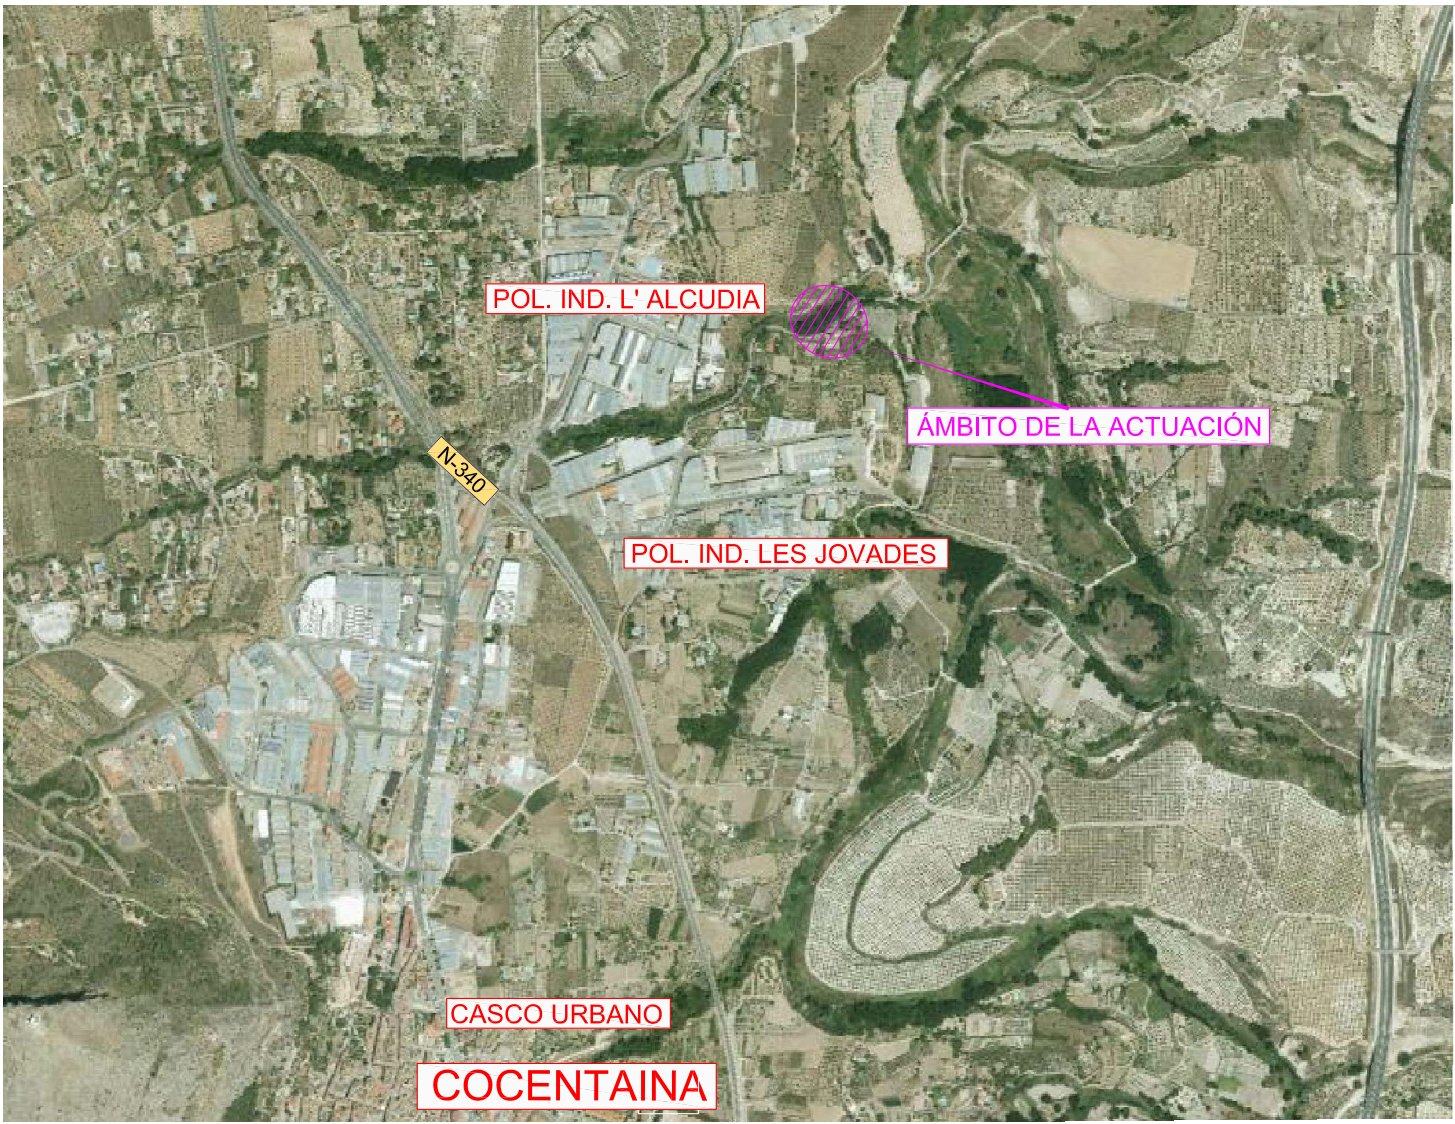 POL. IND. L' ALCUDIA
ÁMBITO DE LA ACTUACIÓN
N-340
POL. IND. LES JOVADES
CASCO URBANO
COCENTAINA